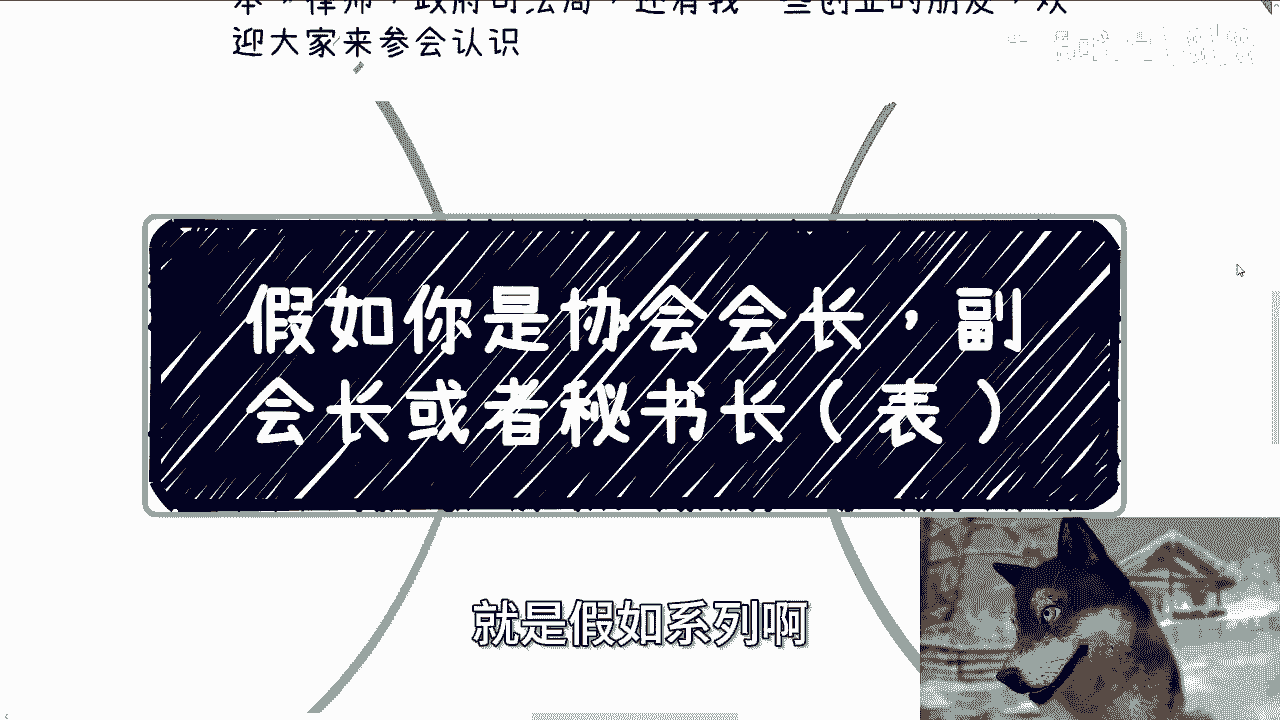 本，律师，政府司法局，还有我一些创业的朋友，欢
迎大家来参会认识
假如你是协会会长，副
会长或者秘书长（表）
就是假如系列啊